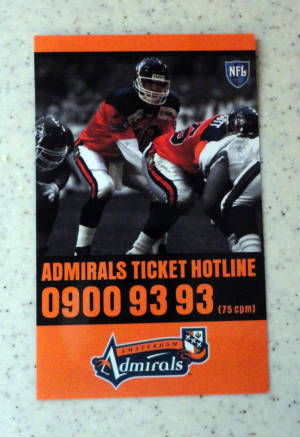 NFL
ADMIRALS TICKET HOTLINE
0900 93 93 (75 cpm)
AMSTERDAM
Admirals